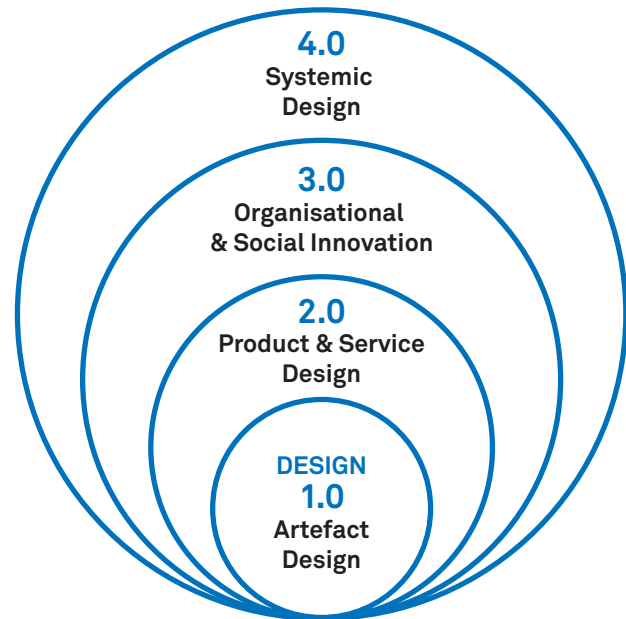 4.0
Systemic
Design
3.0
Organisational
& Social Innovation
2.0
Product & Service
Design
DESIGN
1.0
Artefact
Design